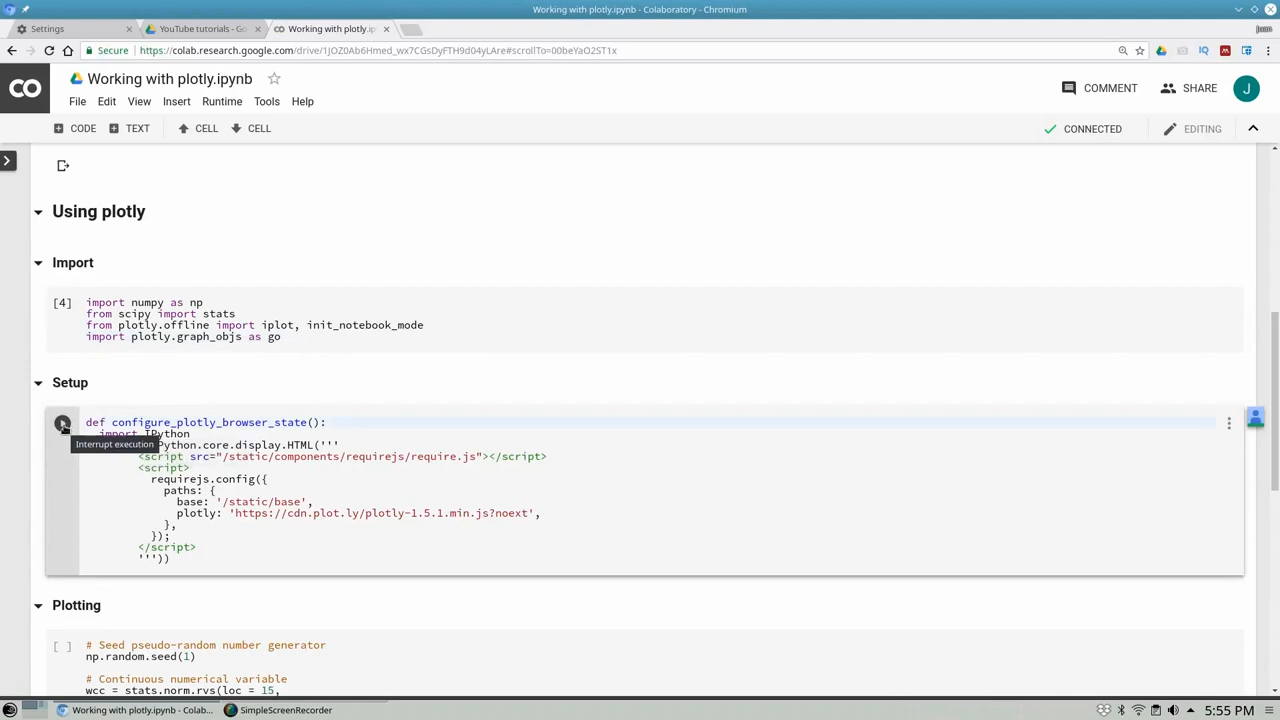 Working with plotly.ipynb - Colaboratory - Chromium
Settings
YouTube tutorials - Go
Working with plotly.ip
juan
Secure
https://colab.research.google.com/drive/1JOZ0Ab6Hmed_wx7CGsDyFTH9d04yLAre#scrollTo=00beYaO2ST1x
CO
Working with plotly.ipynb
COMMENT
SHARE
J
File Edit View Insert Runtime Tools Help
CODE TEXT CELL CELL
CONNECTED
EDITING
Using plotly
Import
[4]
import numpy as np
from scipy import stats
from plotly.offline import iplot, init_notebook_mode
import plotly.graph_objs as go
Setup
def configure_plotly_browser_state():
import IPython
Interrupt execution
Python.core.display.HTML('''
<script src="/static/components/requirejs/require.js"></script>
<script>
requirejs.config({
paths: {
base: '/static/base',
plotly: 'https://cdn.plot.ly/plotly-1.5.1.min.js?noext',
},
});
</script>
'''))
Plotting
[ ]
# Seed pseudo-random number generator
np.random.seed(1)
# Continuous numerical variable
wcc = stats.norm.rvs(loc = 15,
Working with plotly.ipynb - Colab...
SimpleScreenRecorder
5:55 PM